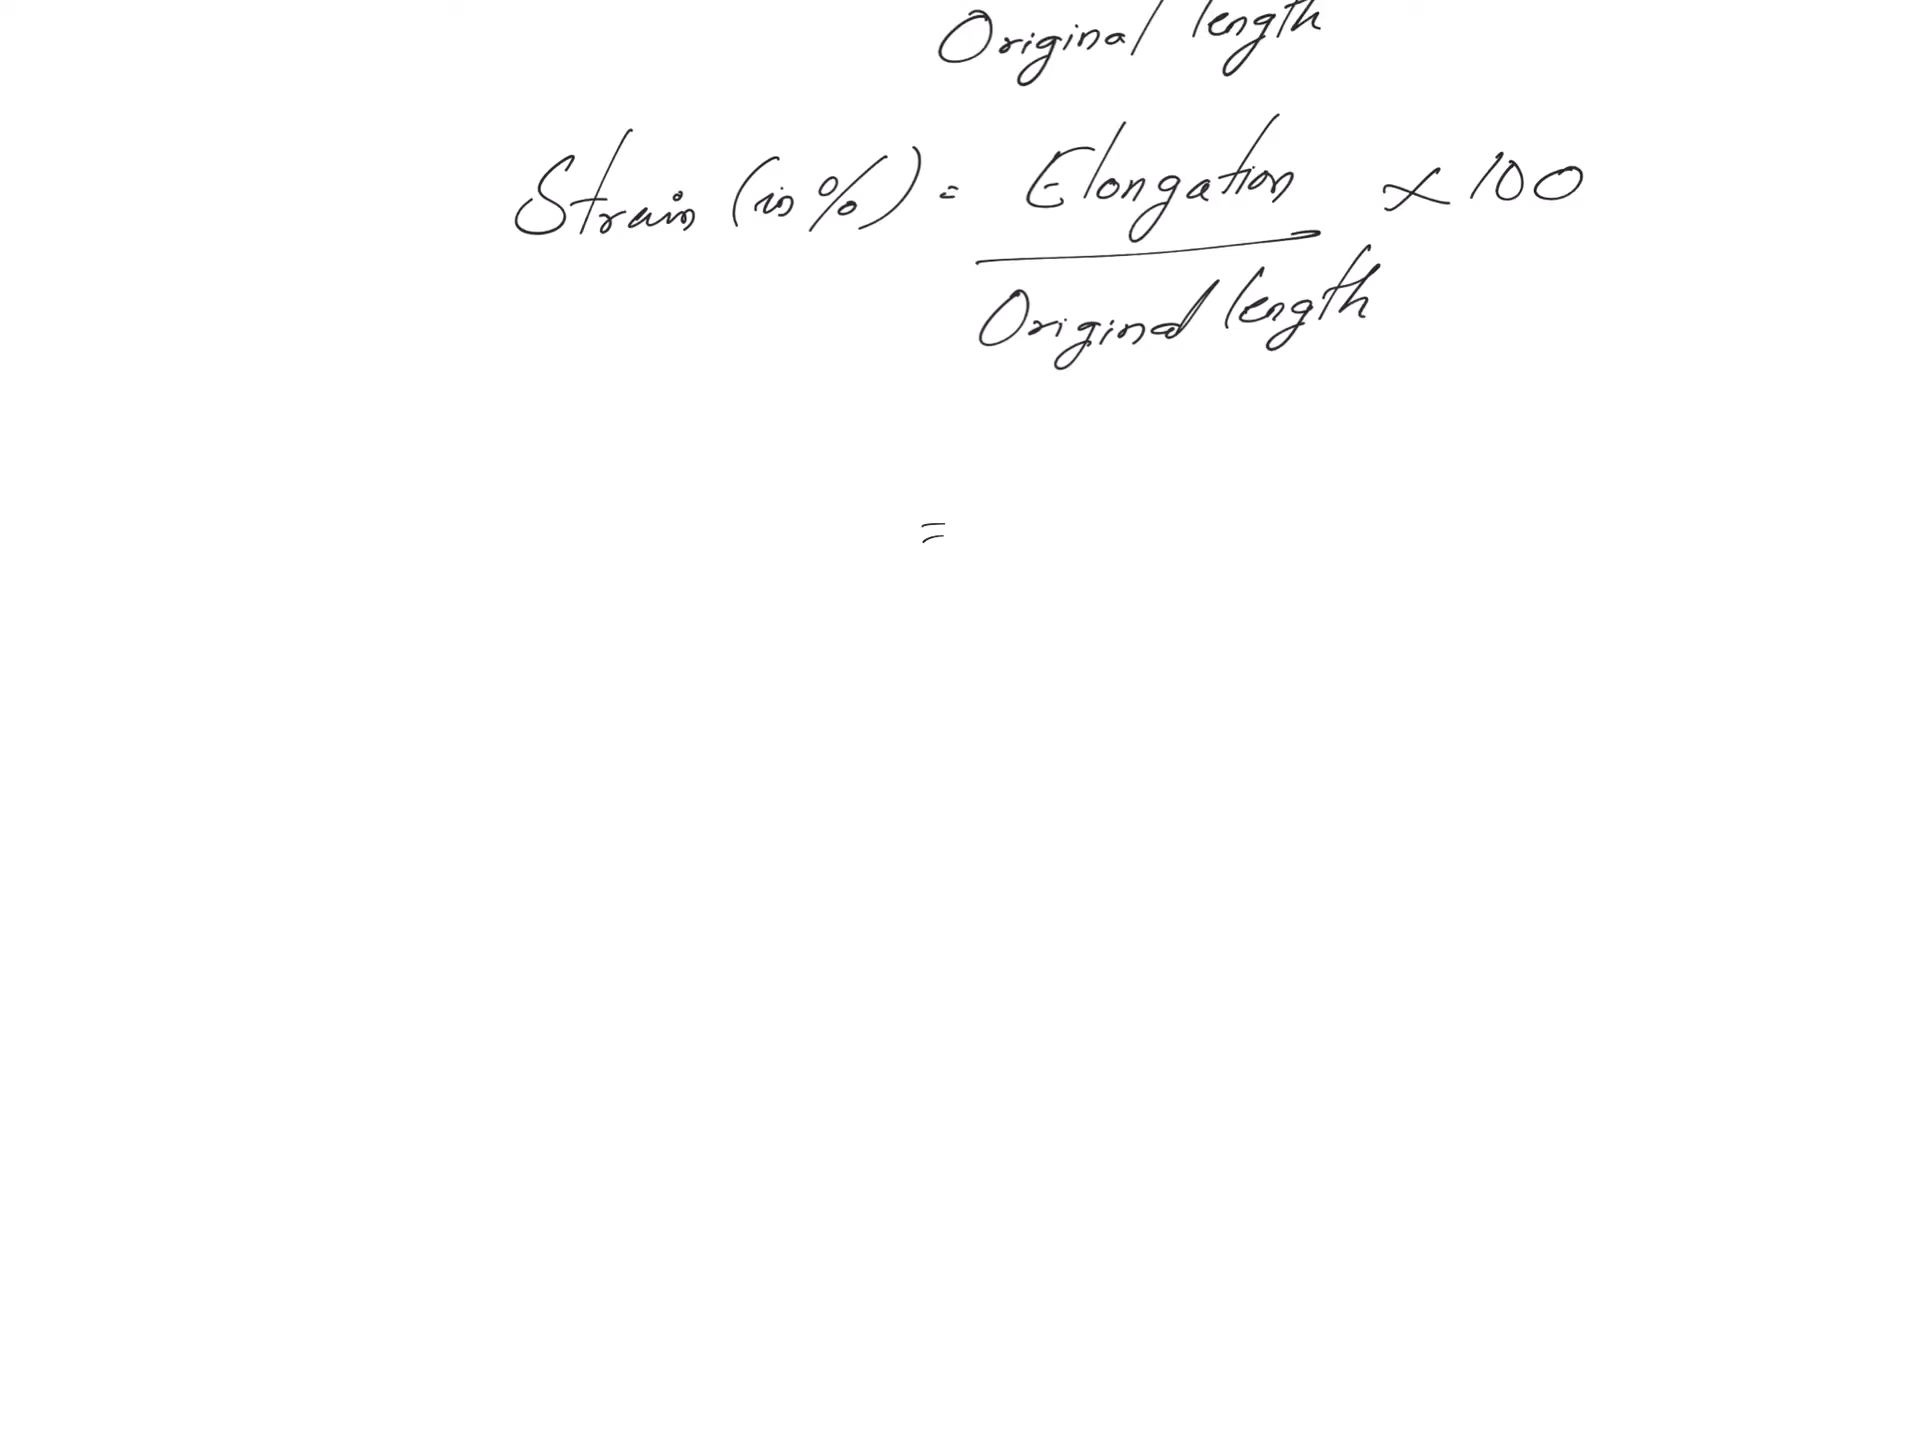 Original length
Strain (in %) = Elongation × 100
Original length
=